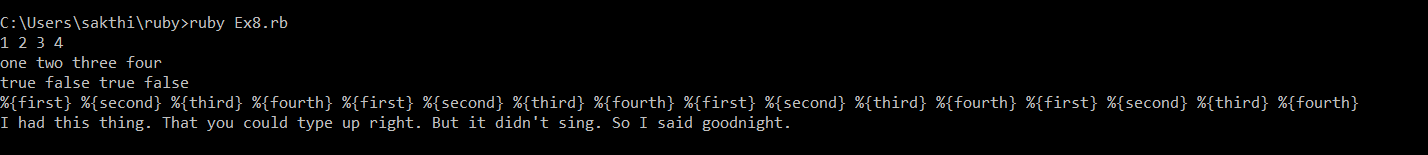 C:\Users\sakthi\ruby>ruby Ex8.rb
1 2 3 4
one two three four
true false true false
%{first} %{second} %{third} %{fourth} %{first} %{second} %{third} %{fourth} %{first} %{second} %{third} %{fourth} %{first} %{second} %{third} %{fourth}
I had this thing. That you could type up right. But it didn't sing. So I said goodnight.